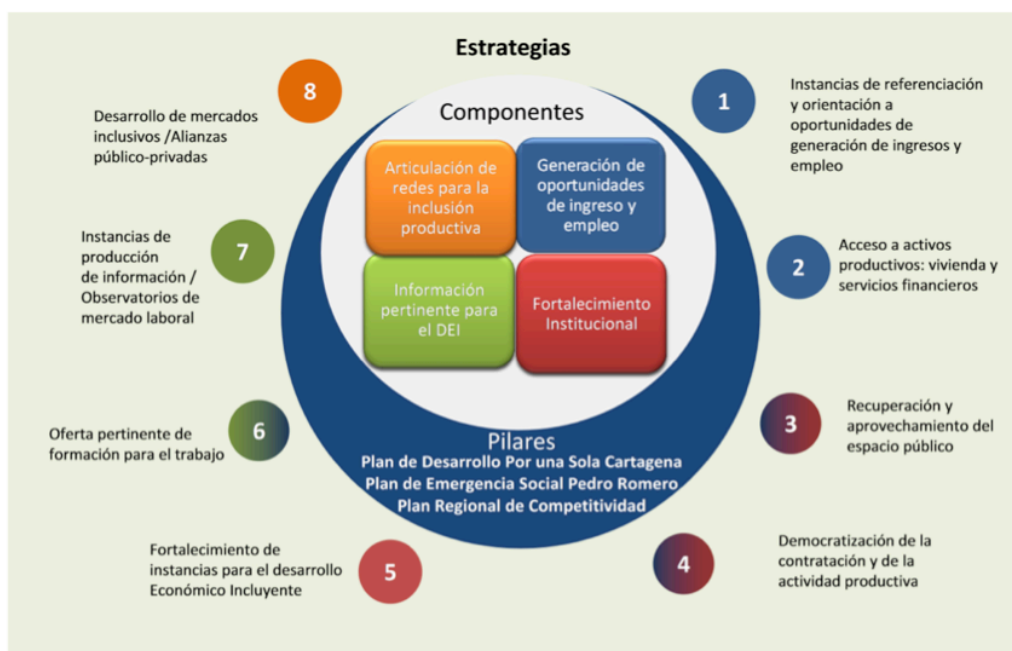 Estrategias
Componentes
Articulación de
redes para la
inclusión
productiva
Generación de
oportunidades
de ingreso y
empleo
Información
pertinente para
el DEI
Fortalecimiento
Institucional
Pilares
Plan de Desarrollo Por una Sola Cartagena
Plan de Emergencia Social Pedro Romero
Plan Regional de Competitividad
1
Instancias de referenciación
y orientación a
oportunidades de
generación de ingresos y
empleo
2
Acceso a activos
productivos: vivienda y
servicios financieros
3
Recuperación y
aprovechamiento del
espacio público
4
Democratización de la
contratación y de la
actividad productiva
5
Fortalecimiento de
instancias para el desarrollo
Económico Incluyente
6
Oferta pertinente de
formación para el trabajo
7
Instancias de
producción
de información /
Observatorios de
mercado laboral
8
Desarrollo de mercados
inclusivos /Alianzas
público-privadas